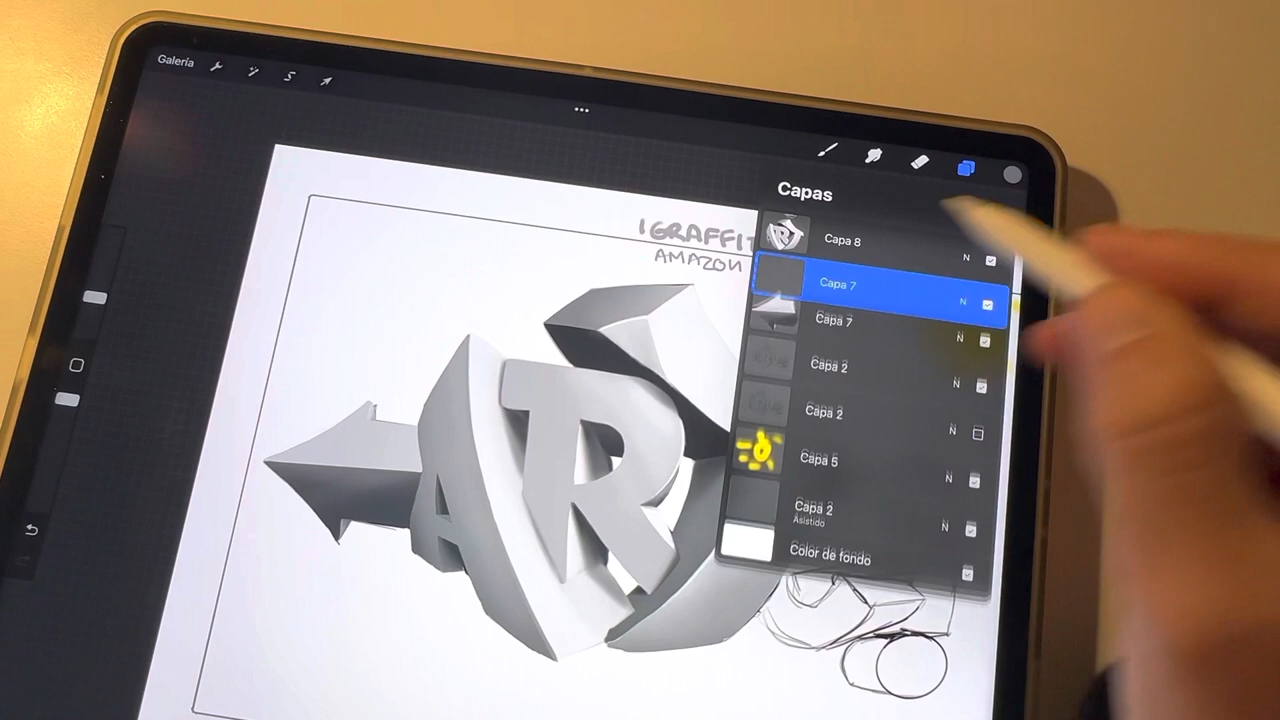 Galería
Capas
1GRAFFIT
AMAZON
Capa 8
N
Capa 7
N
Capa 7
N
Capa 2
N
Capa 2
N
Capa 5
N
Capa 2
Asistido
N
Color de fondo
A R